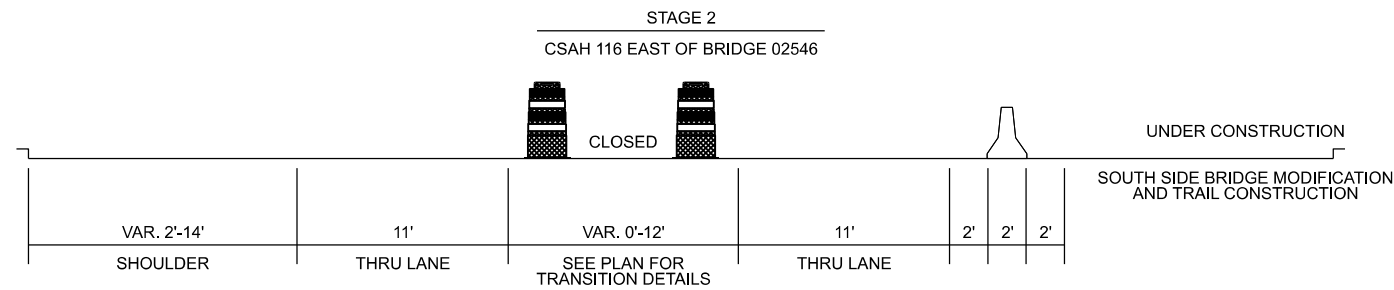 STAGE 2
CSAH 116 EAST OF BRIDGE 02546
CLOSED
UNDER CONSTRUCTION
SOUTH SIDE BRIDGE MODIFICATION
AND TRAIL CONSTRUCTION
VAR. 2'-14'
11'
VAR. 0'-12'
11'
2'
2'
2'
SHOULDER
THRU LANE
SEE PLAN FOR
TRANSITION DETAILS
THRU LANE